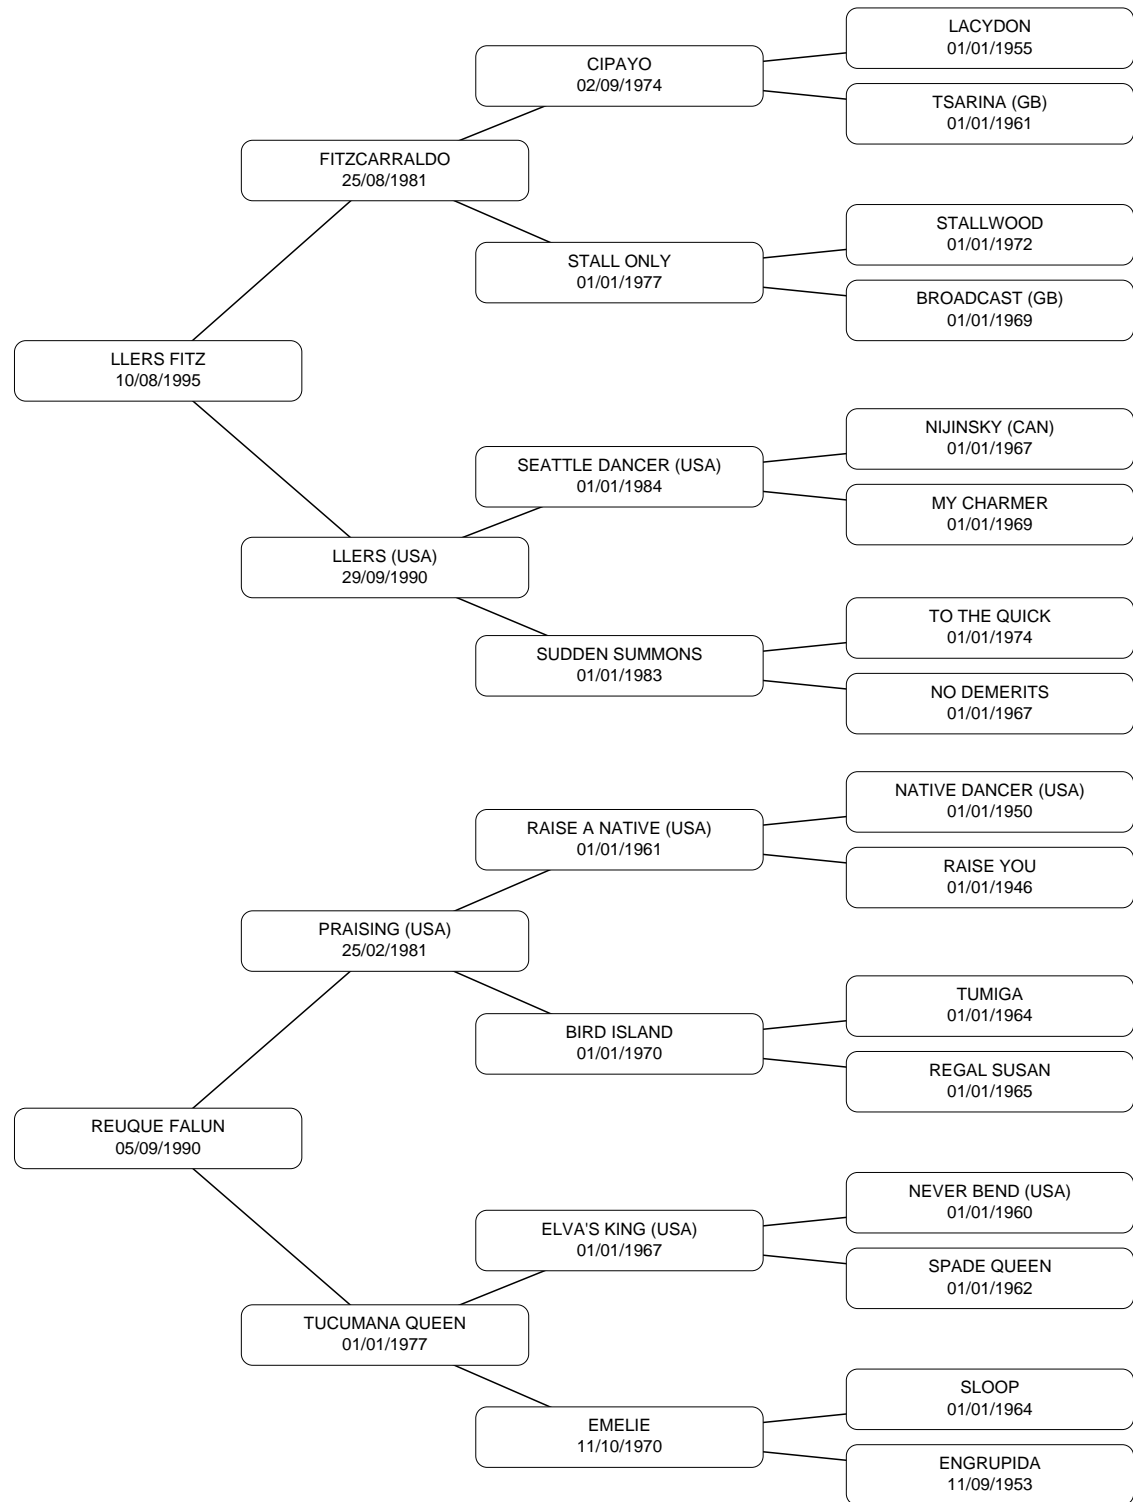 LACYDON
01/01/1955
CIPAYO
02/09/1974
TSARINA (GB)
01/01/1961
FITZCARRALDO
25/08/1981
STALLWOOD
01/01/1972
STALL ONLY
01/01/1977
BROADCAST (GB)
01/01/1969
LLERS FITZ
10/08/1995
NIJINSKY (CAN)
01/01/1967
SEATTLE DANCER (USA)
01/01/1984
MY CHARMER
01/01/1969
LLERS (USA)
29/09/1990
TO THE QUICK
01/01/1974
SUDDEN SUMMONS
01/01/1983
NO DEMERITS
01/01/1967
NATIVE DANCER (USA)
01/01/1950
RAISE A NATIVE (USA)
01/01/1961
RAISE YOU
01/01/1946
PRAISING (USA)
25/02/1981
TUMIGA
01/01/1964
BIRD ISLAND
01/01/1970
REGAL SUSAN
01/01/1965
REUQUE FALUN
05/09/1990
NEVER BEND (USA)
01/01/1960
ELVA'S KING (USA)
01/01/1967
SPADE QUEEN
01/01/1962
TUCUMANA QUEEN
01/01/1977
SLOOP
01/01/1964
EMELIE
11/10/1970
ENGRUPIDA
11/09/1953